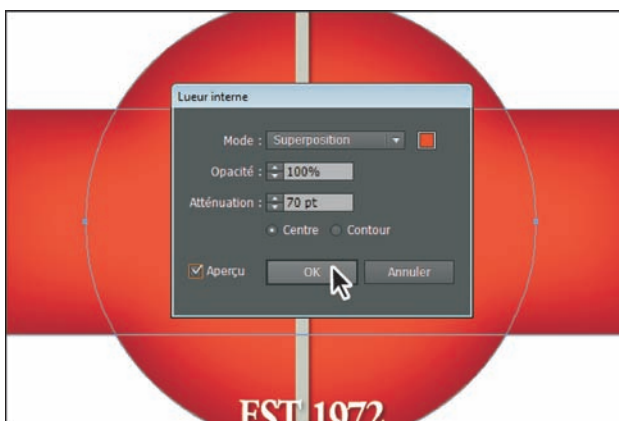 Lueur interne
Mode : Superposition
Opacité : 100%
Atténuation : 70 pt
Centre Contour
Aperçu OK Annuler
EST 1972